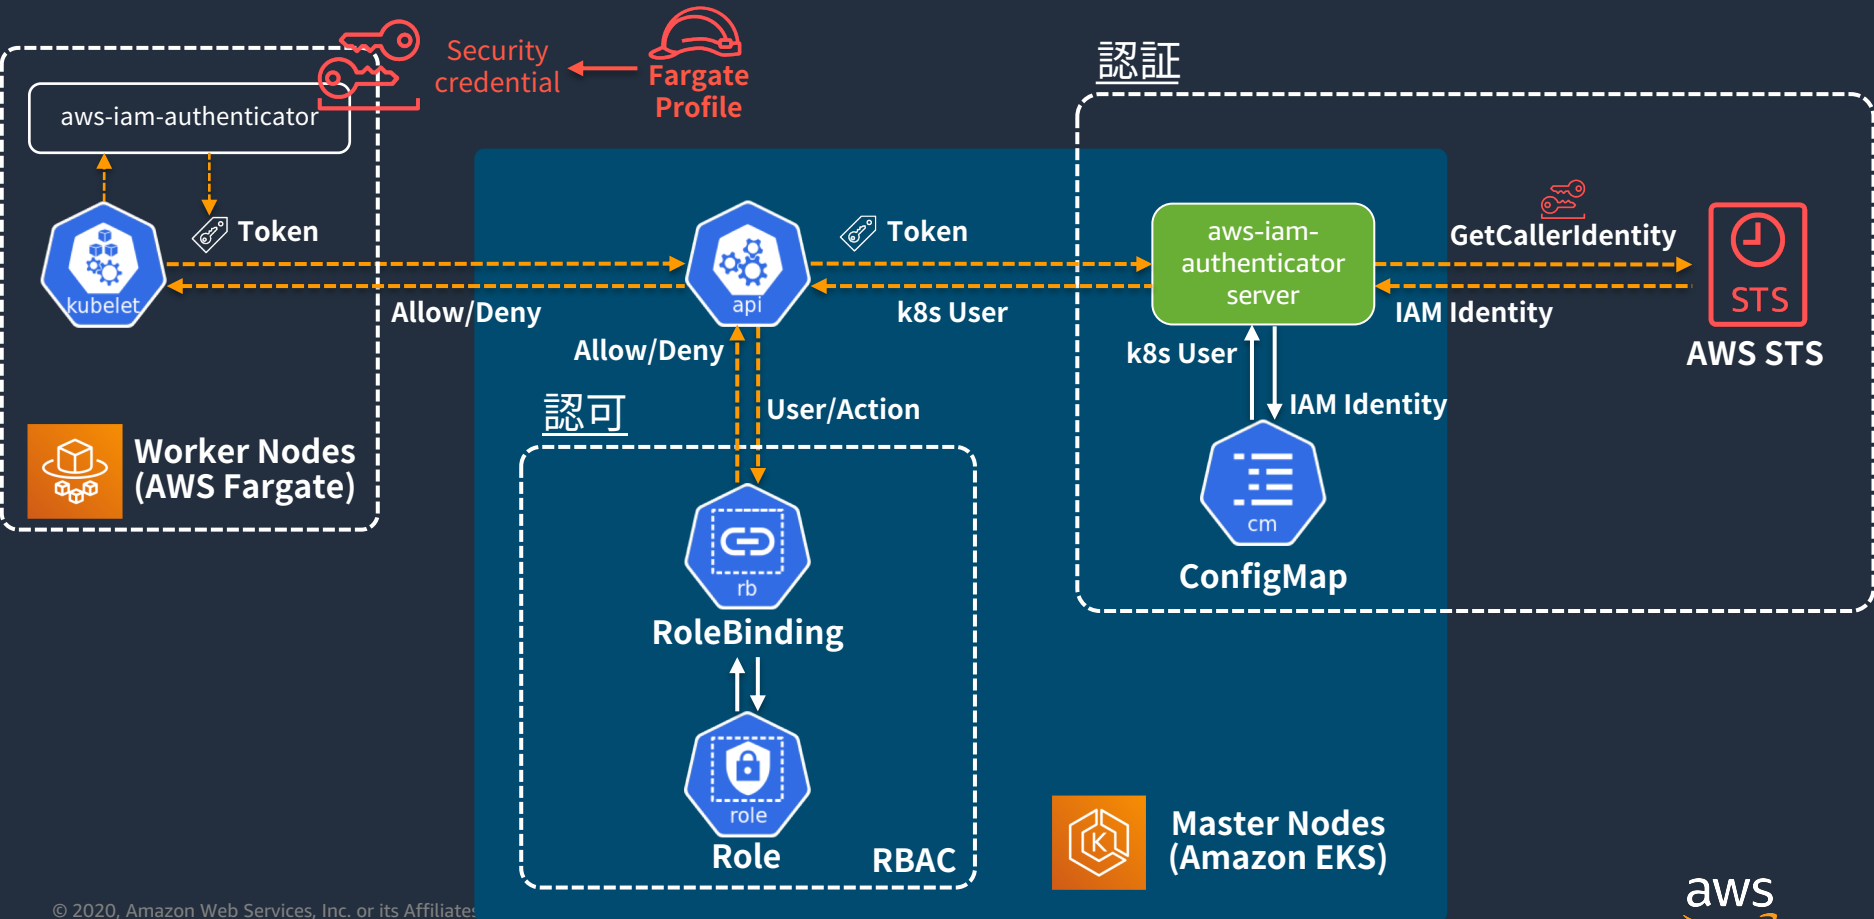 Security
credential
Fargate
Profile
認証
aws-iam-authenticator
Token
kubelet
Allow/Deny
api
Token
k8s User
aws-iam-
authenticator
server
GetCallerIdentity
IAM Identity
STS
AWS STS
Allow/Deny
User/Action
k8s User
IAM Identity
認可
Worker Nodes
(AWS Fargate)
cm
ConfigMap
rb
RoleBinding
role
Role
RBAC
K
Master Nodes
(Amazon EKS)
aws
© 2020, Amazon Web Services, Inc. or its Affiliates